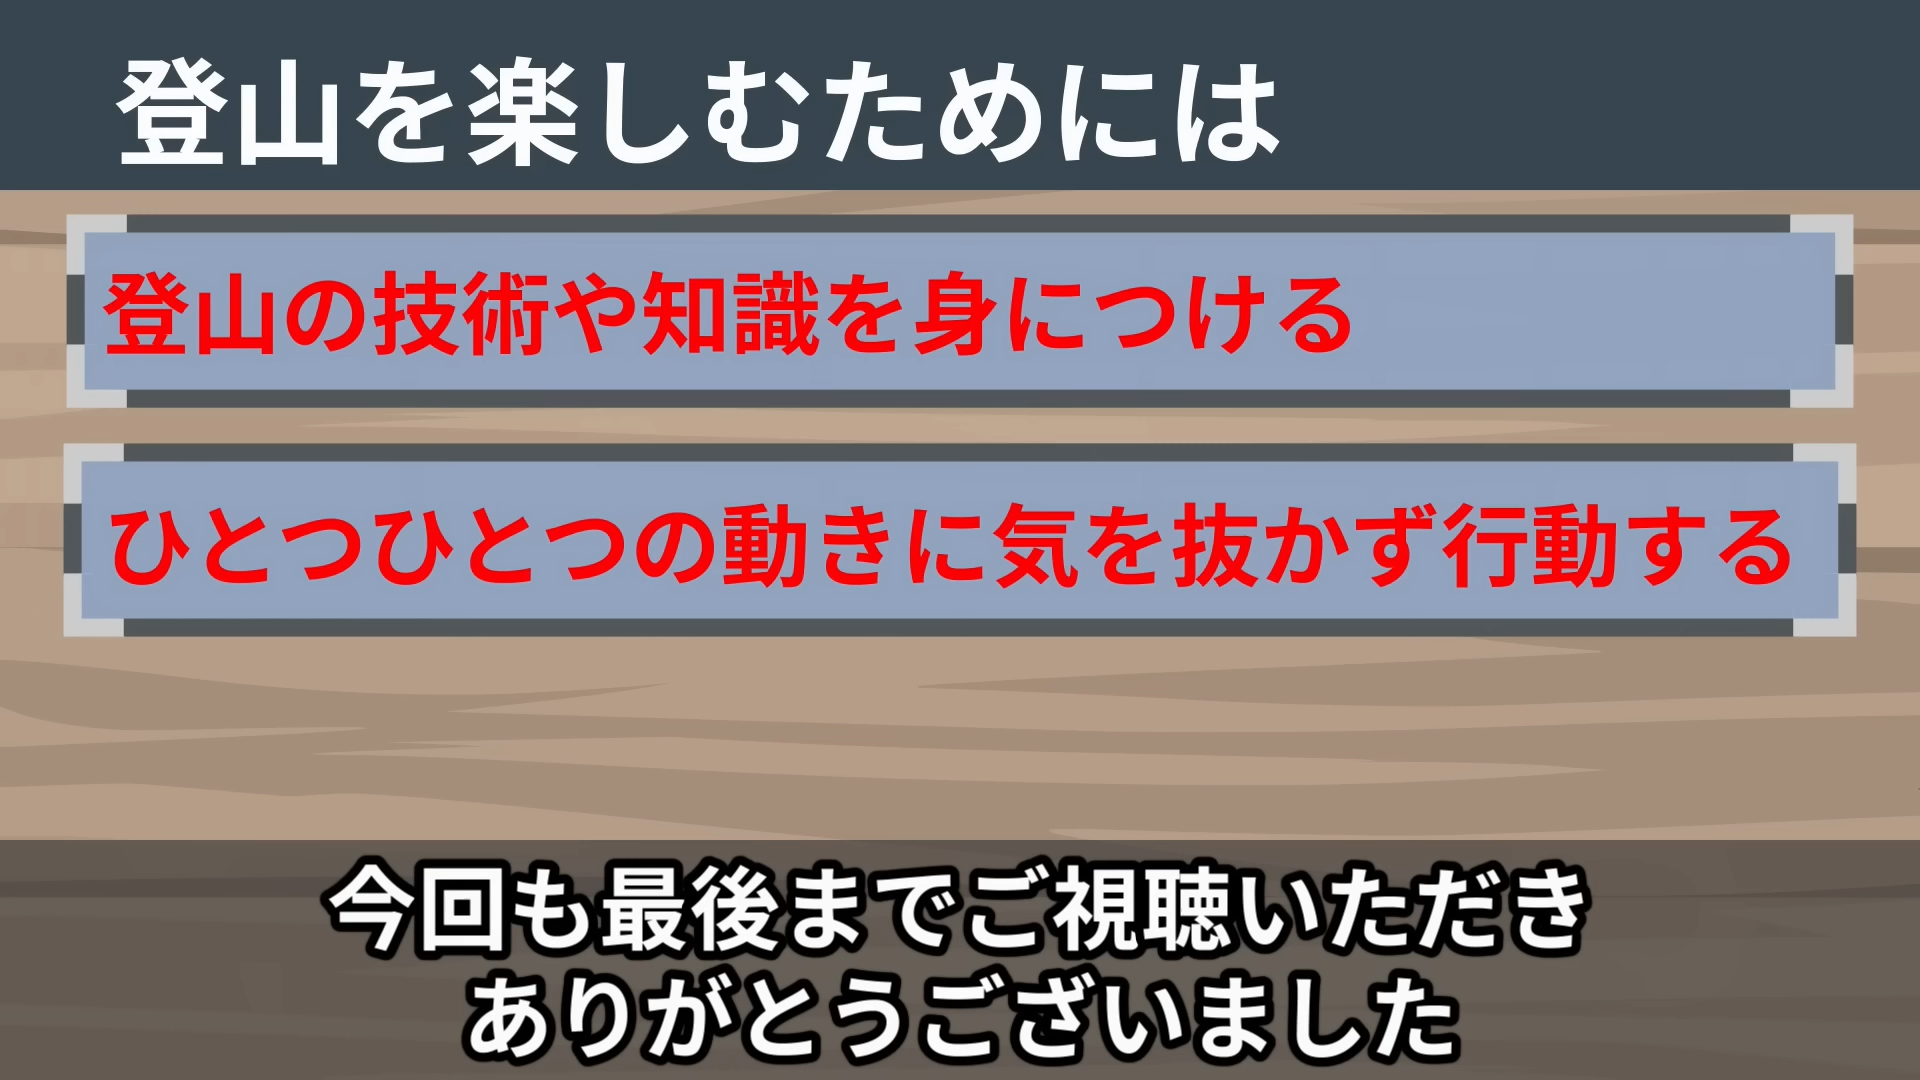 登山を楽しむためには
登山の技術や知識を身につける
ひとつひとつの動きに気を抜かず行動する
今回も最後までご視聴いただき
ありがとうございました